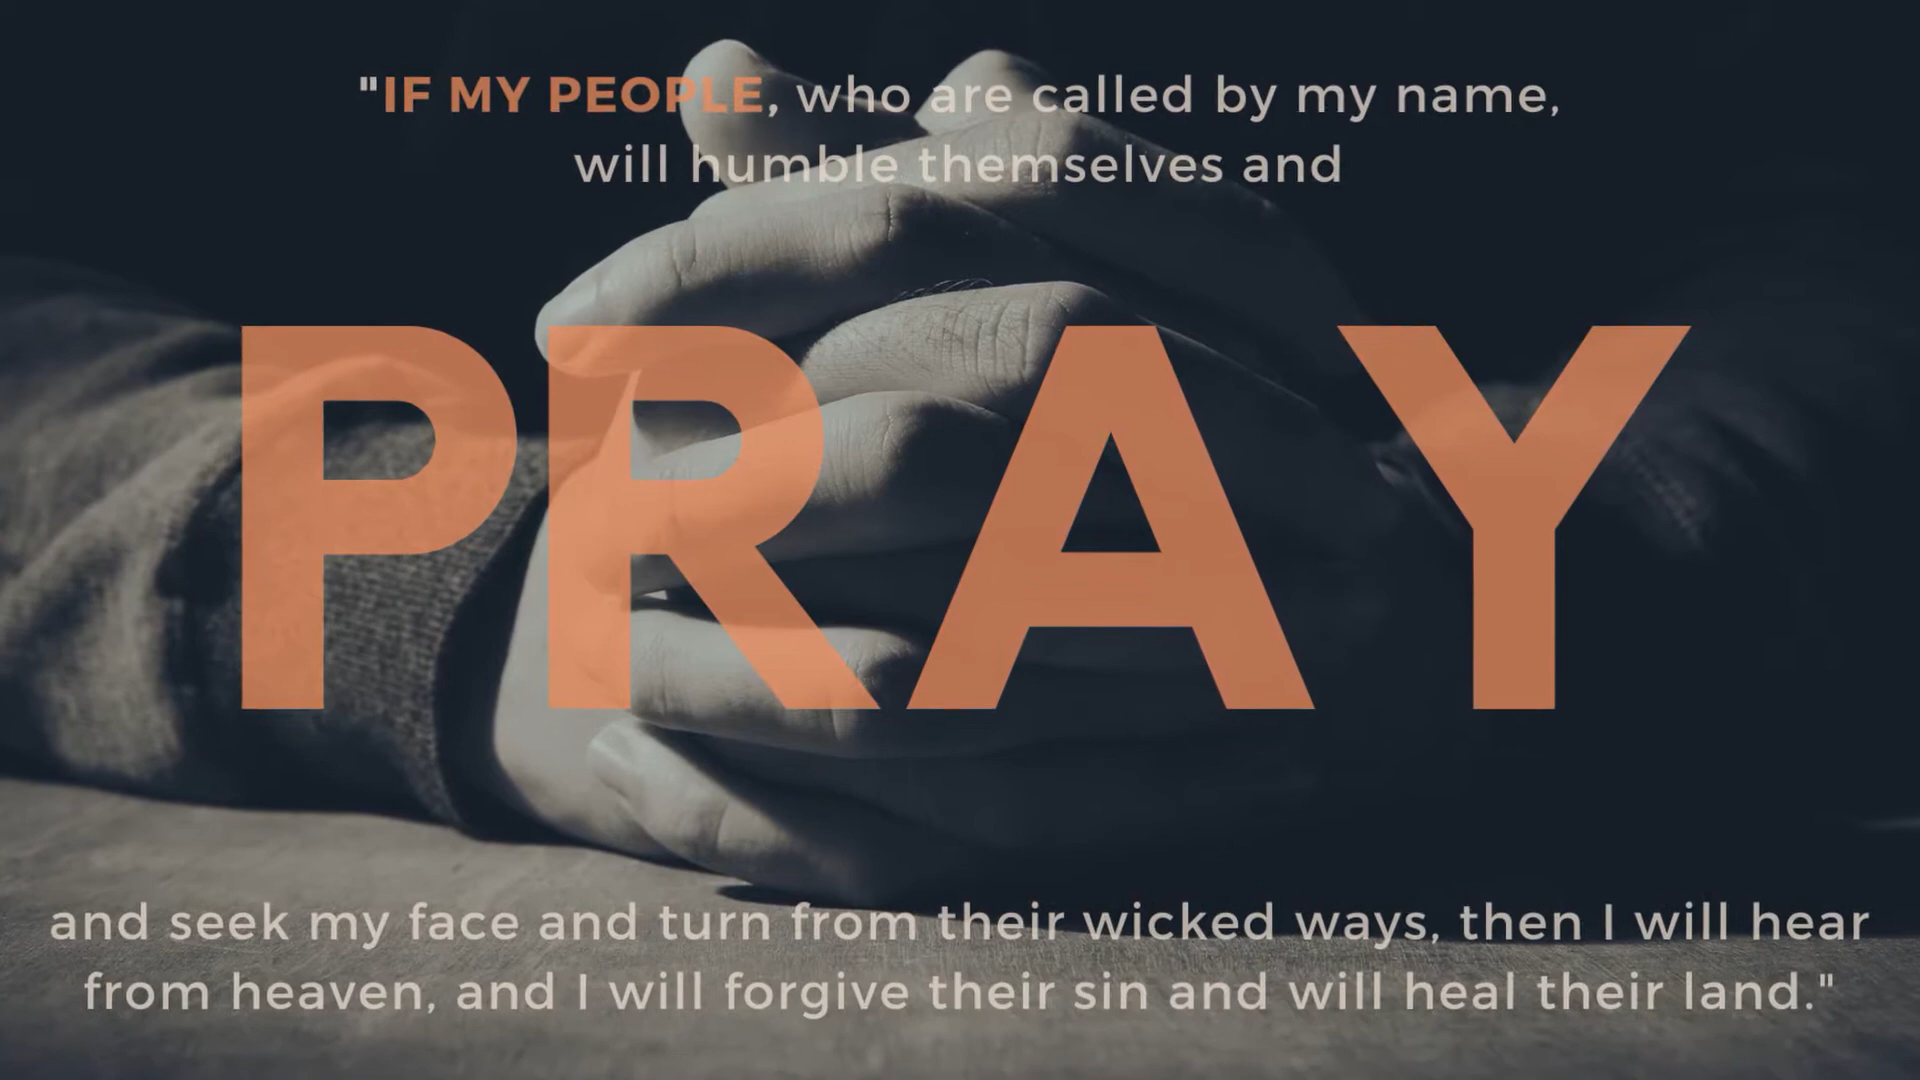 "IF MY PEOPLE, who are called by my name,
will humble themselves and
PRAY
and seek my face and turn from their wicked ways, then I will hear
from heaven, and I will forgive their sin and will heal their land."